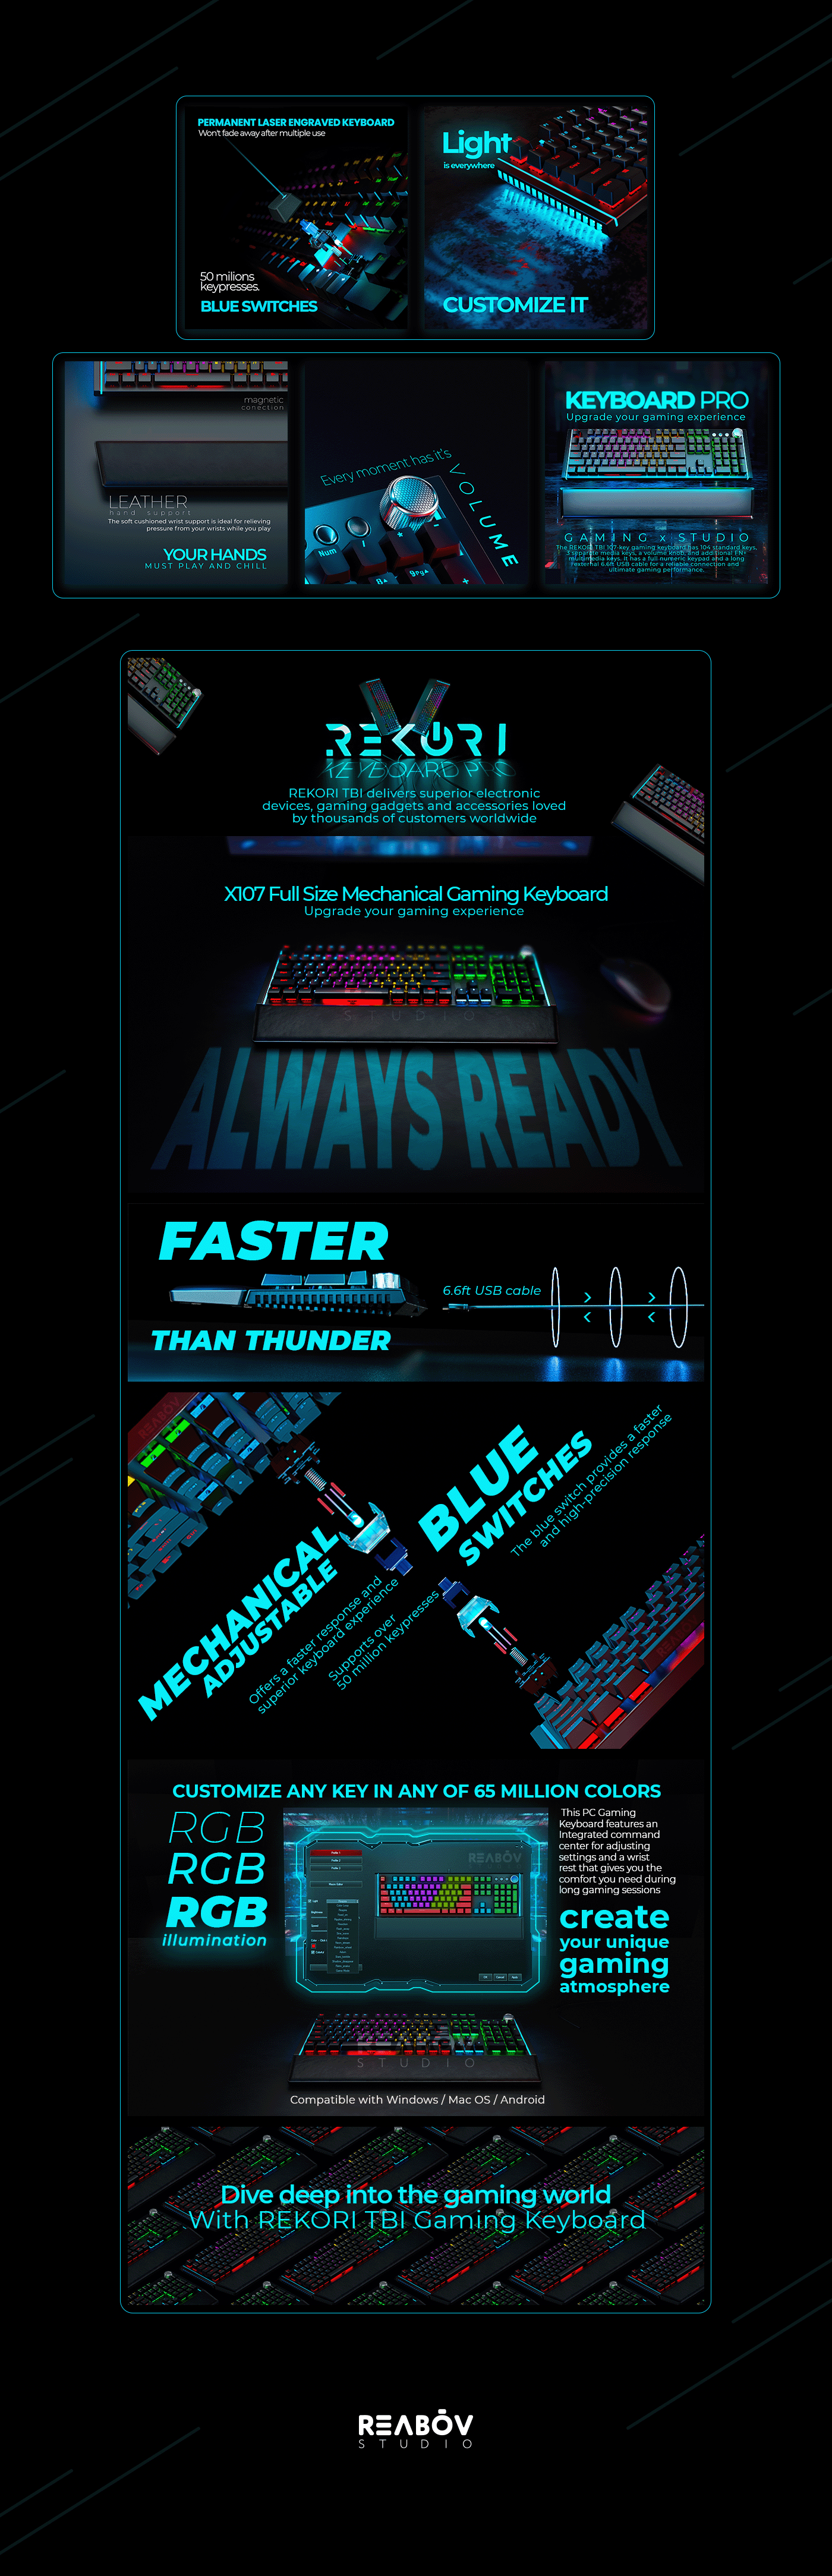 PERMANENT LASER ENGRAVED KEYBOARD
Won't fade away after multiple use
50 milions
keypresses.
BLUE SWITCHES
Light
is everywhere
CUSTOMIZE IT
magnetic
conection
LEATHER
hand support
The soft cushioned wrist support is ideal for relieving
pressure from your wrists while you play
YOUR HANDS
MUST PLAY AND CHILL
Every moment has it's
VOLUME
Num
/
*
8
9Pg
+
KEYBOARD PRO
Upgrade your gaming experience
GAMING x STUDIO
The REKORI TBI 107-key gaming keyboard has 104 standard keys,
3 separate media keys, a volume knob, and additional FN+
multimedia keys. It has a full numeric keypad and a long
external 6.6ft USB cable for a reliable connection and
ultimate gaming performance.
REKORI
KEYBOARD PRO
REKORI TBI delivers superior electronic
devices, gaming gadgets and accessories loved
by thousands of customers worldwide
X107 Full Size Mechanical Gaming Keyboard
Upgrade your gaming experience
STUDIO
ALWAYS READY
FASTER
THAN THUNDER
6.6ft USB cable
REABOV
BLUE
SWITCHES
The blue switch provides a faster
and high-precision response
MECHANICAL
ADJUSTABLE
Offers a faster response and
superior keyboard experience
Supports over
50 million keypresses
CUSTOMIZE ANY KEY IN ANY OF 65 MILLION COLORS
RGB
RGB
RGB
illumination
REABÖV
This PC Gaming
Keyboard features an
Integrated command
center for adjusting
settings and a wrist
rest that gives you the
comfort you need during
long gaming sessions
create
your unique
gaming
atmosphere
STUDIO
Compatible with Windows / Mac OS / Android
Dive deep into the gaming world
With REKORI TBI Gaming Keyboard
REABÖV
STUDIO